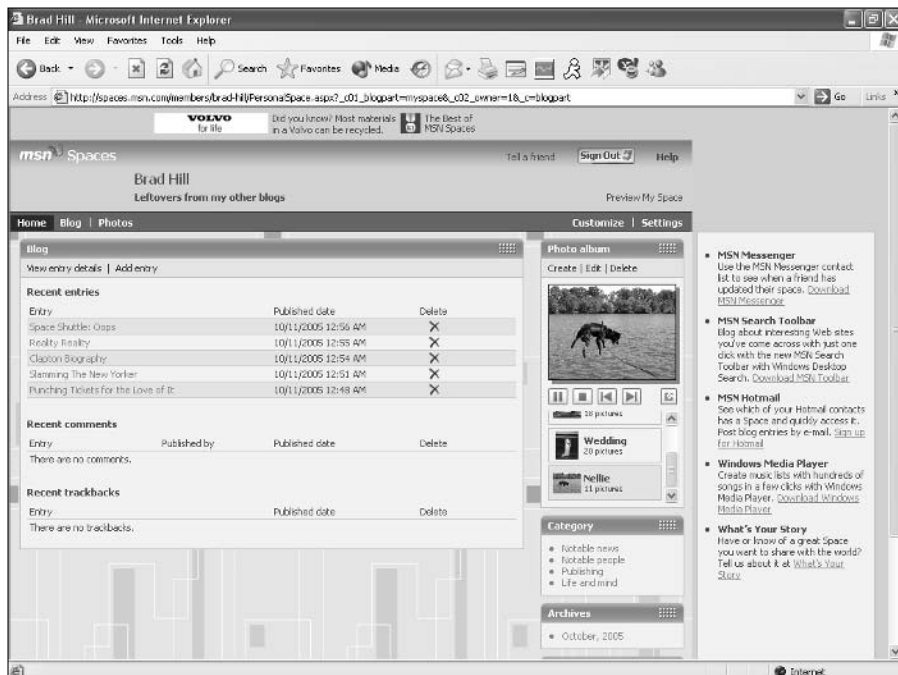 Brad Hill - Microsoft Internet Explorer
File Edit View Favorites Tools Help
Back Search Favorites Media
Address http://spaces.msn.com/members/brad-hill/PersonalSpace.aspx?_c01_blogpart=myspace&_c02_owner=1&_c=blogpart Go Links
VOLVO
for life
Did you know? Most materials
in a Volvo can be recycled.
The Best of
MSN Spaces
msn Spaces
Tell a friend Sign Out Help
Brad Hill
Leftovers from my other blogs
Preview My Space
Home Blog | Photos Customize | Settings
Blog
View entry details | Add entry
Recent entries
Entry Published date Delete
Space Shuttle: Oops 10/11/2005 12:56 AM
Reality Reality 10/11/2005 12:55 AM
Clapton Biography 10/11/2005 12:54 AM
Slamming The New Yorker 10/11/2005 12:51 AM
Punching Tickets for the Love of It 10/11/2005 12:48 AM
Recent comments
Entry Published by Published date Delete
There are no comments.
Recent trackbacks
Entry Published date Delete
There are no trackbacks.
Photo album
Create | Edit | Delete
pictures
Wedding
20 pictures
Nellie
11 pictures
Category
Notable news
Notable people
Publishing
Life and mind
Archives
October, 2005
MSN Messenger
Use the MSN Messenger contact
list to see when a friend has
updated their space. Download
MSN Messenger
MSN Search Toolbar
Blog about interesting Web sites
you've come across with just one
click with the new MSN Search
Toolbar with Windows Desktop
Search. Download MSN Toolbar
MSN Hotmail
See which of your Hotmail contacts
has a Space and quickly access it.
Post blog entries by e-mail. Sign up
for Hotmail
Windows Media Player
Create music lists with hundreds of
songs in a few clicks with Windows
Media Player. Download Windows
Media Player
What's Your Story
Have or know of a great Space
you want to share with the world?
Tell us about it at What's Your
Story
Internet